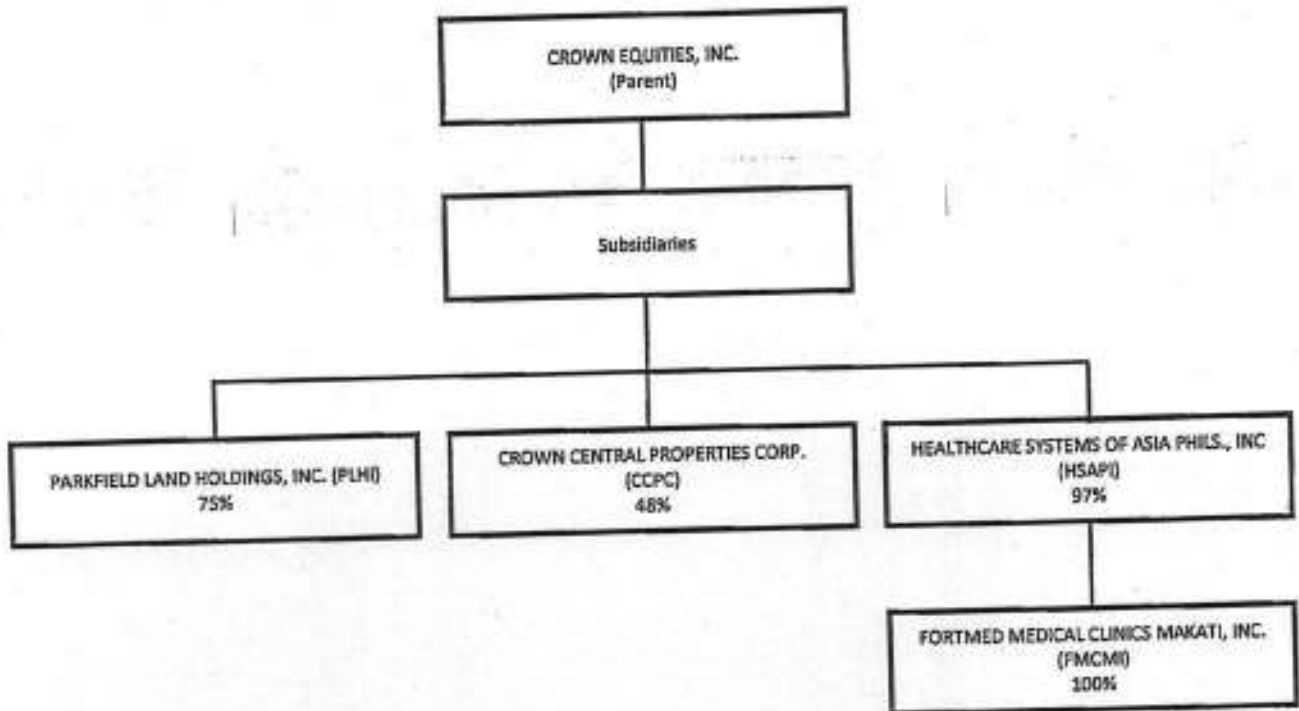 CROWN EQUITIES, INC.
(Parent)
Subsidiaries
PARKFIELD LAND HOLDINGS, INC. (PLHI)
75%
CROWN CENTRAL PROPERTIES CORP.
(CCPC)
48%
HEALTHCARE SYSTEMS OF ASIA PHILS., INC
(HSAPI)
97%
FORTMED MEDICAL CLINICS MAKATI, INC.
(FMCMI)
100%